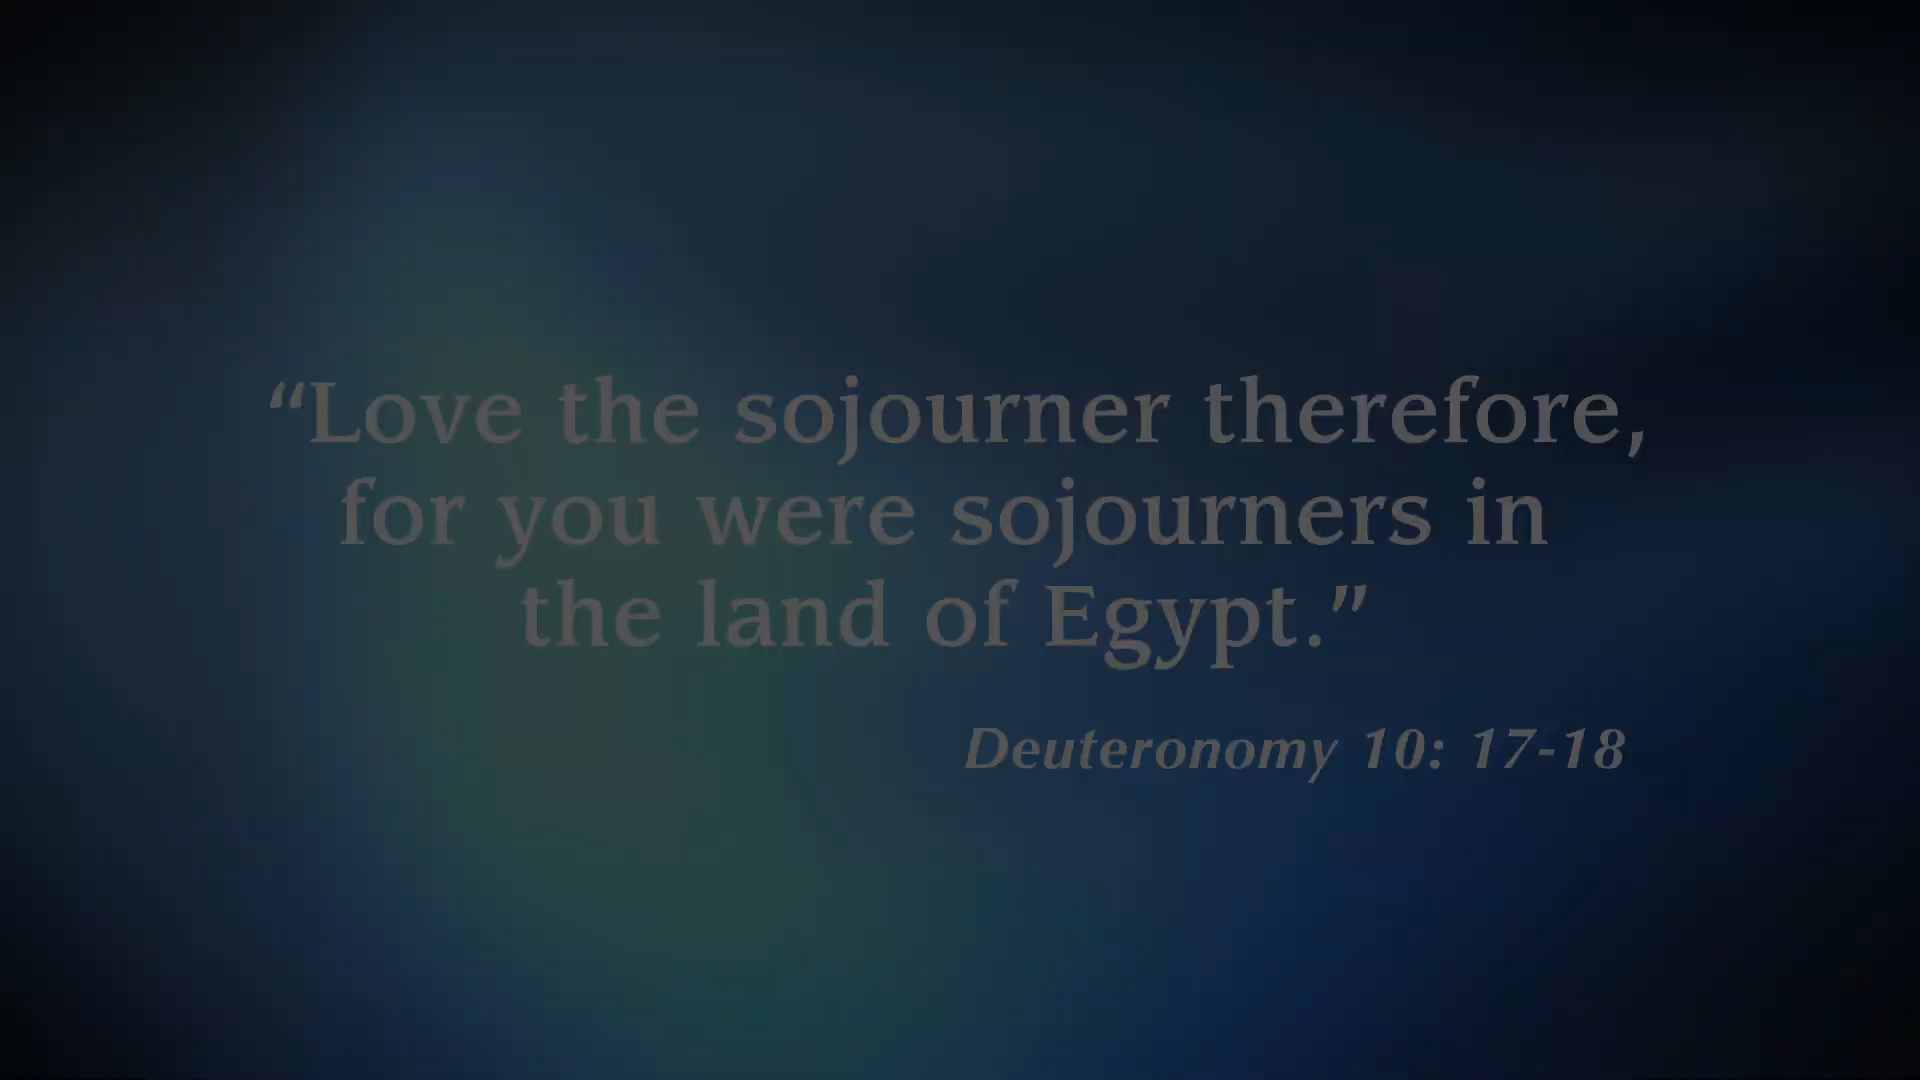 “Love the sojourner therefore,
for you were sojourners in
the land of Egypt.”
Deuteronomy 10: 17-18